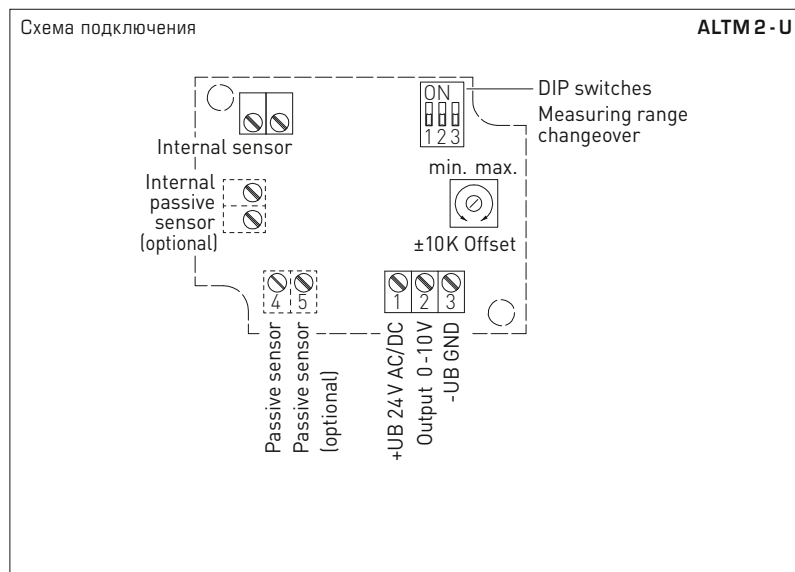 Схема подключения
ALTM 2 - U
ON
1 2 3
DIP switches
Measuring range
changeover
Internal sensor
min. max.
Internal
passive
sensor
(optional)
±10K Offset
4 5
1 2 3
Passive sensor
Passive sensor
(optional)
+UB 24V AC/DC
Output 0-10V
-UB GND